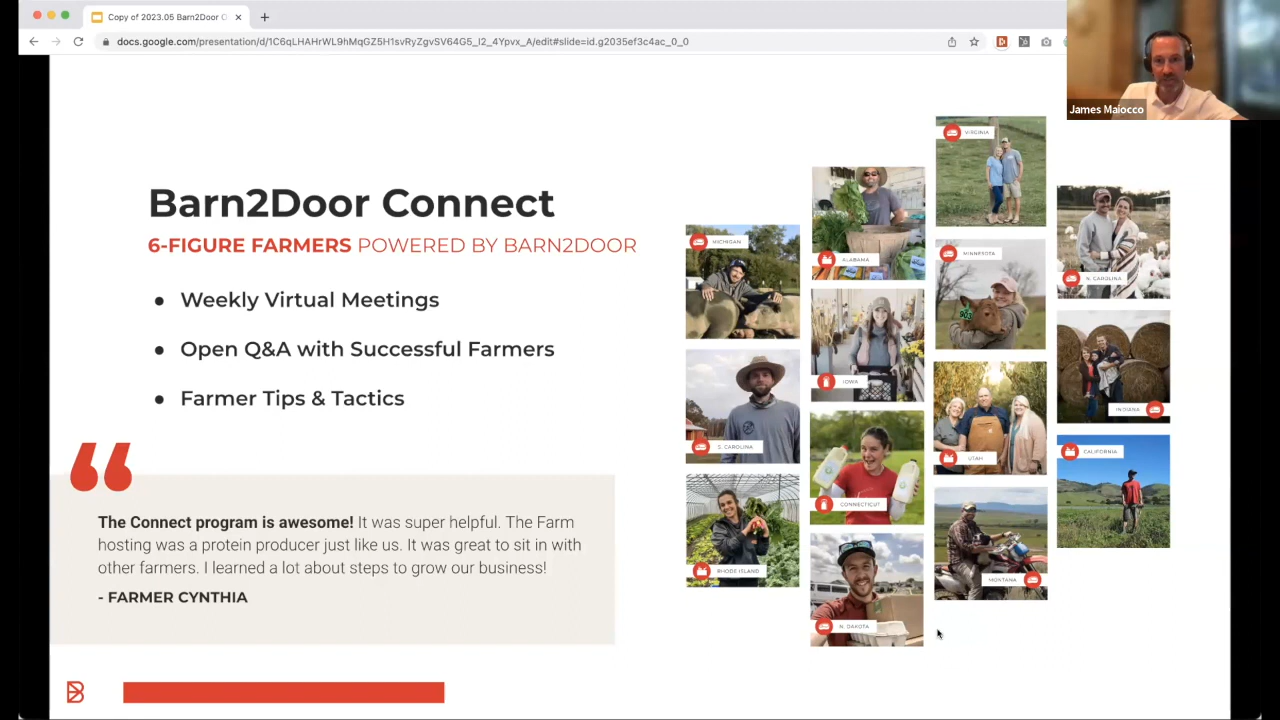 Copy of 2023.05 Barn2Door C
docs.google.com/presentation/d/1C6qLHAHrWL9hMqGZ5H1svRyZgvSV64G5_I2_4Ypvx_A/edit#slide=id.g2035ef3c4ac_0_0
James Maiocco
Barn2Door Connect
6-FIGURE FARMERS POWERED BY BARN2DOOR
● Weekly Virtual Meetings
● Open Q&A with Successful Farmers
● Farmer Tips & Tactics
The Connect program is awesome! It was super helpful. The Farm
hosting was a protein producer just like us. It was great to sit in with
other farmers. I learned a lot about steps to grow our business!
- FARMER CYNTHIA
MICHIGAN
S. CAROLINA
RHODE ISLAND
ALABAMA
IOWA
CONNECTICUT
N. DAKOTA
VIRGINIA
MINNESOTA
903
UTAH
MONTANA
N. CAROLINA
INDIANA
CALIFORNIA